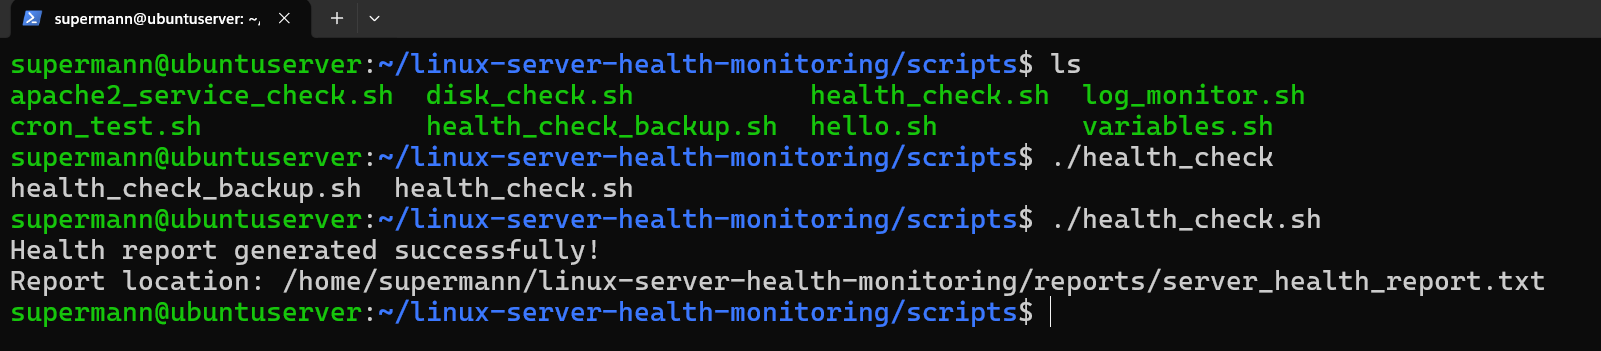 supermann@ubuntuserver: ~/
supermann@ubuntuserver:~/linux-server-health-monitoring/scripts$ ls
apache2_service_check.sh  disk_check.sh           health_check.sh  log_monitor.sh
cron_test.sh              health_check_backup.sh  hello.sh         variables.sh
supermann@ubuntuserver:~/linux-server-health-monitoring/scripts$ ./health_check
health_check_backup.sh  health_check.sh
supermann@ubuntuserver:~/linux-server-health-monitoring/scripts$ ./health_check.sh
Health report generated successfully!
Report location: /home/supermann/linux-server-health-monitoring/reports/server_health_report.txt
supermann@ubuntuserver:~/linux-server-health-monitoring/scripts$